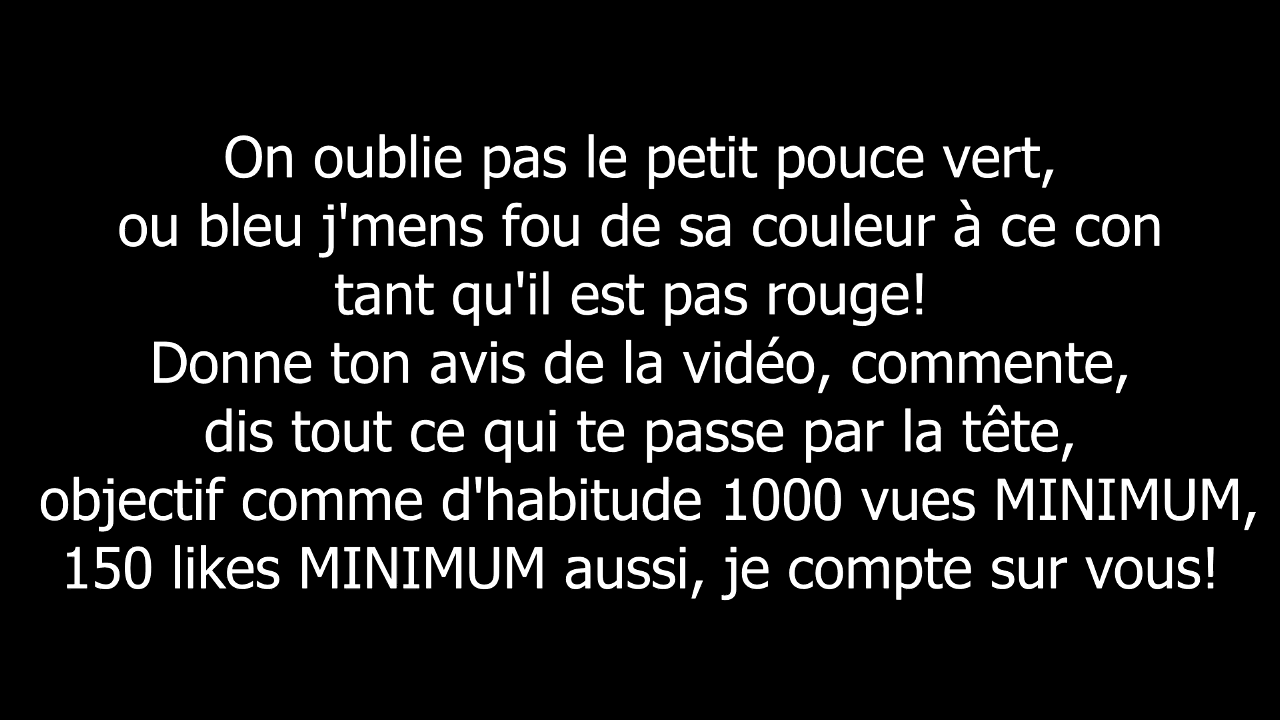 On oublie pas le petit pouce vert,
ou bleu j'mens fou de sa couleur à ce con
tant qu'il est pas rouge!
Donne ton avis de la vidéo, commente,
dis tout ce qui te passe par la tête,
objectif comme d'habitude 1000 vues MINIMUM,
150 likes MINIMUM aussi, je compte sur vous!